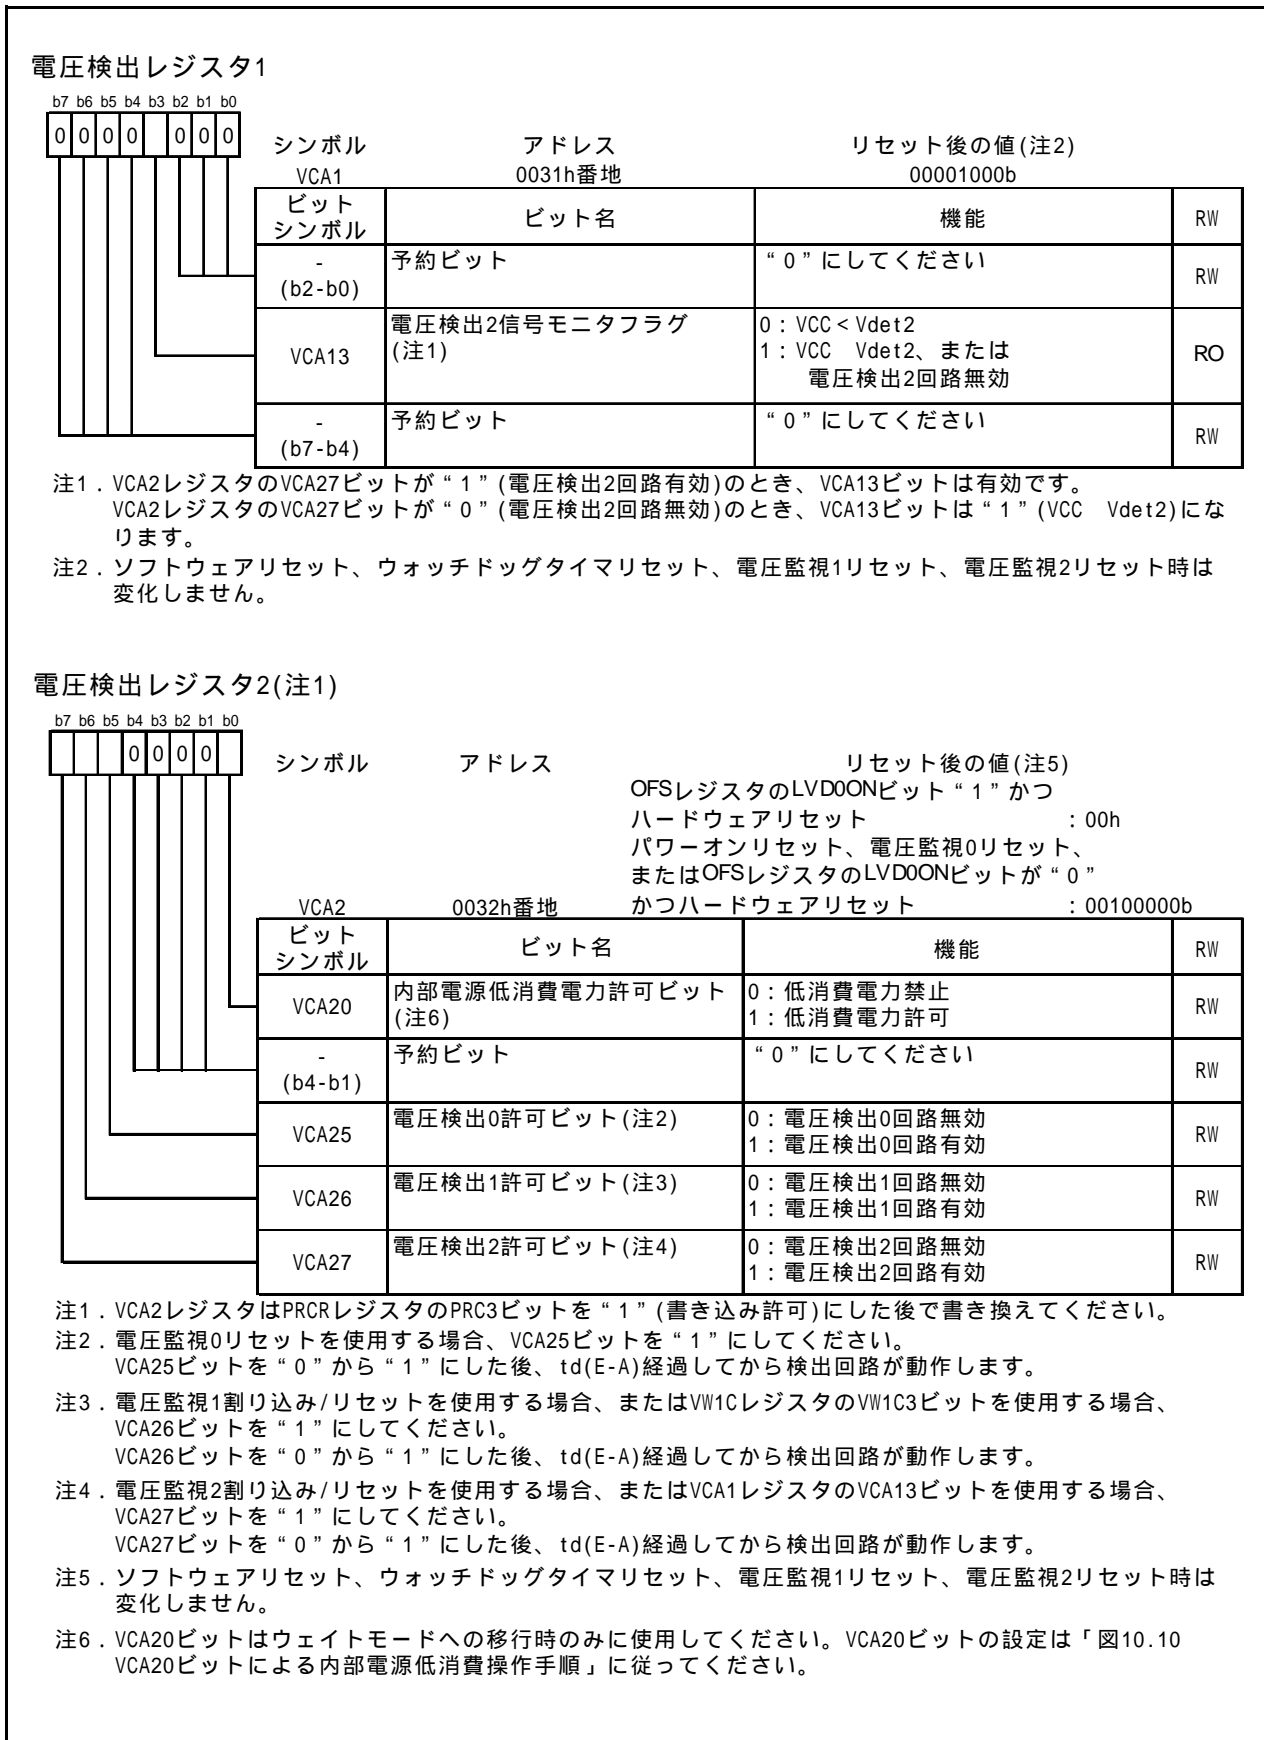 電圧検出レジスタ1
b7 b6 b5 b4 b3 b2 b1 b0
0 0 0 0 0 0 0
シンボル アドレス リセット後の値(注2)
VCA1 0031h番地 00001000b
ビット
シンボル ビット名 機能 RW
-
(b2-b0) 予約ビット “0”にしてください RW
VCA13 電圧検出2信号モニタフラグ
(注1) 0:VCC<Vdet2
1:VCC Vdet2、または
電圧検出2回路無効 RO
-
(b7-b4) 予約ビット “0”にしてください RW
注1.VCA2レジスタのVCA27ビットが“1”(電圧検出2回路有効)のとき、VCA13ビットは有効です。
VCA2レジスタのVCA27ビットが“0”(電圧検出2回路無効)のとき、VCA13ビットは“1”(VCC Vdet2)にな
ります。
注2.ソフトウェアリセット、ウォッチドッグタイマリセット、電圧監視1リセット、電圧監視2リセット時は
変化しません。
電圧検出レジスタ2(注1)
b7 b6 b5 b4 b3 b2 b1 b0
0 0 0 0
シンボル アドレス リセット後の値(注5)
OFSレジスタのLVD0ONビット“1”かつ
ハードウェアリセット :00h
パワーオンリセット、電圧監視0リセット、
またはOFSレジスタのLVD0ONビットが“0”
VCA2 0032h番地 かつハードウェアリセット :00100000b
ビット
シンボル ビット名 機能 RW
VCA20 内部電源低消費電力許可ビット
(注6) 0:低消費電力禁止
1:低消費電力許可 RW
-
(b4-b1) 予約ビット “0”にしてください RW
VCA25 電圧検出0許可ビット(注2) 0:電圧検出0回路無効
1:電圧検出0回路有効 RW
VCA26 電圧検出1許可ビット(注3) 0:電圧検出1回路無効
1:電圧検出1回路有効 RW
VCA27 電圧検出2許可ビット(注4) 0:電圧検出2回路無効
1:電圧検出2回路有効 RW
注1.VCA2レジスタはPRCRレジスタのPRC3ビットを“1”(書き込み許可)にした後で書き換えてください。
注2.電圧監視0リセットを使用する場合、VCA25ビットを“1”にしてください。
VCA25ビットを“0”から“1”にした後、td(E-A)経過してから検出回路が動作します。
注3.電圧監視1割り込み/リセットを使用する場合、またはVW1CレジスタのVW1C3ビットを使用する場合、
VCA26ビットを“1”にしてください。
VCA26ビットを“0”から“1”にした後、td(E-A)経過してから検出回路が動作します。
注4.電圧監視2割り込み/リセットを使用する場合、またはVCA1レジスタのVCA13ビットを使用する場合、
VCA27ビットを“1”にしてください。
VCA27ビットを“0”から“1”にした後、td(E-A)経過してから検出回路が動作します。
注5.ソフトウェアリセット、ウォッチドッグタイマリセット、電圧監視1リセット、電圧監視2リセット時は
変化しません。
注6.VCA20ビットはウェイトモードへの移行時のみに使用してください。VCA20ビットの設定は「図10.10
VCA20ビットによる内部電源低消費操作手順」に従ってください。